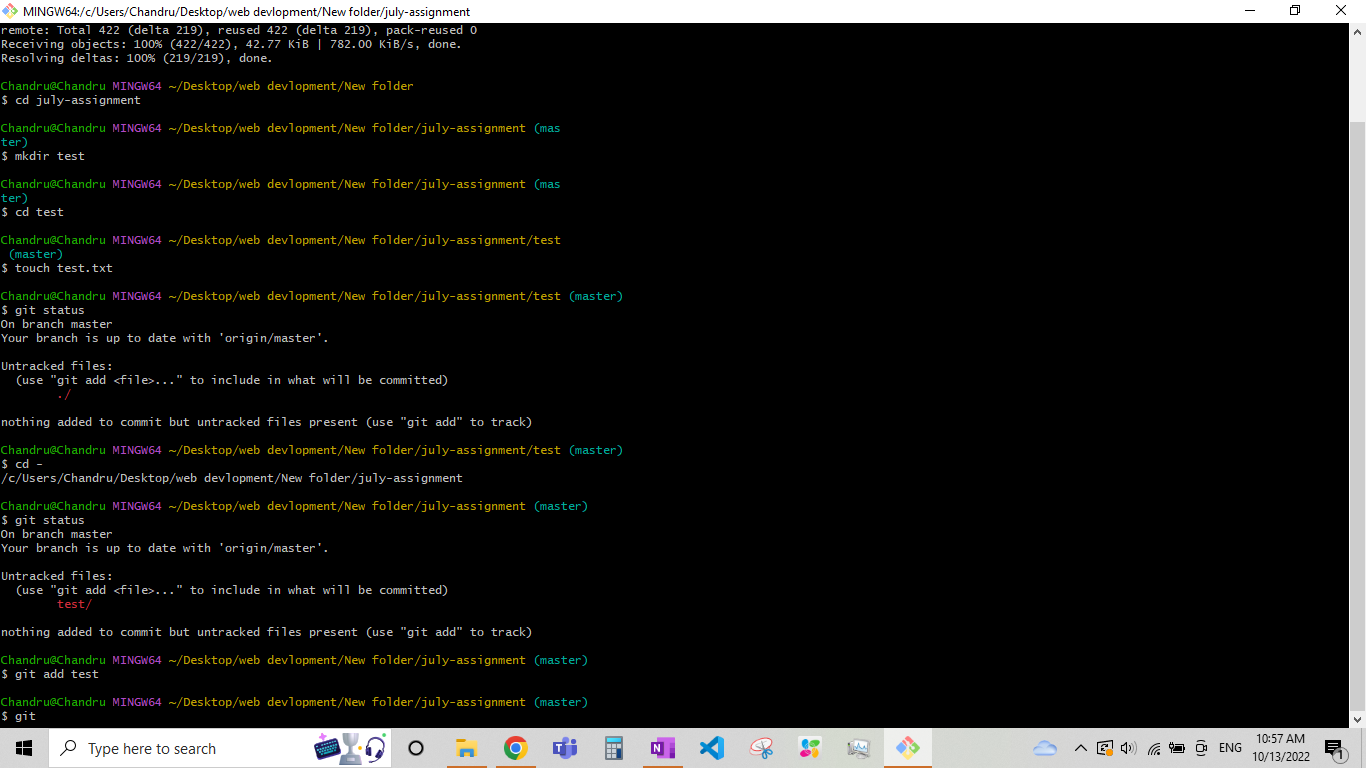 MINGW64:/c/Users/Chandru/Desktop/web devlopment/New folder/july-assignment
remote: Total 422 (delta 219), reused 422 (delta 219), pack-reused 0
Receiving objects: 100% (422/422), 42.77 KiB | 782.00 KiB/s, done.
Resolving deltas: 100% (219/219), done.
Chandru@Chandru MINGW64 ~/Desktop/web devlopment/New folder
$ cd july-assignment
Chandru@Chandru MINGW64 ~/Desktop/web devlopment/New folder/july-assignment (mas
ter)
$ mkdir test
Chandru@Chandru MINGW64 ~/Desktop/web devlopment/New folder/july-assignment (mas
ter)
$ cd test
Chandru@Chandru MINGW64 ~/Desktop/web devlopment/New folder/july-assignment/test
(master)
$ touch test.txt
Chandru@Chandru MINGW64 ~/Desktop/web devlopment/New folder/july-assignment/test (master)
$ git status
On branch master
Your branch is up to date with 'origin/master'.
Untracked files:
(use "git add <file>..." to include in what will be committed)
./
nothing added to commit but untracked files present (use "git add" to track)
Chandru@Chandru MINGW64 ~/Desktop/web devlopment/New folder/july-assignment/test (master)
$ cd -
/c/Users/Chandru/Desktop/web devlopment/New folder/july-assignment
Chandru@Chandru MINGW64 ~/Desktop/web devlopment/New folder/july-assignment (master)
$ git status
On branch master
Your branch is up to date with 'origin/master'.
Untracked files:
(use "git add <file>..." to include in what will be committed)
test/
nothing added to commit but untracked files present (use "git add" to track)
Chandru@Chandru MINGW64 ~/Desktop/web devlopment/New folder/july-assignment (master)
$ git add test
Chandru@Chandru MINGW64 ~/Desktop/web devlopment/New folder/july-assignment (master)
$ git
Type here to search
N
ENG
10:57 AM
10/13/2022
1